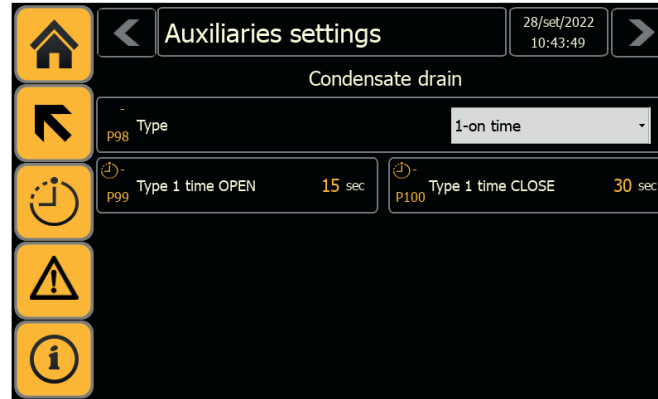 Auxiliaries settings
28/set/2022
10:43:49
Condensate drain
-
P98 Type 1-on time
-
P99 Type 1 time OPEN 15 sec
-
P100 Type 1 time CLOSE 30 sec
i